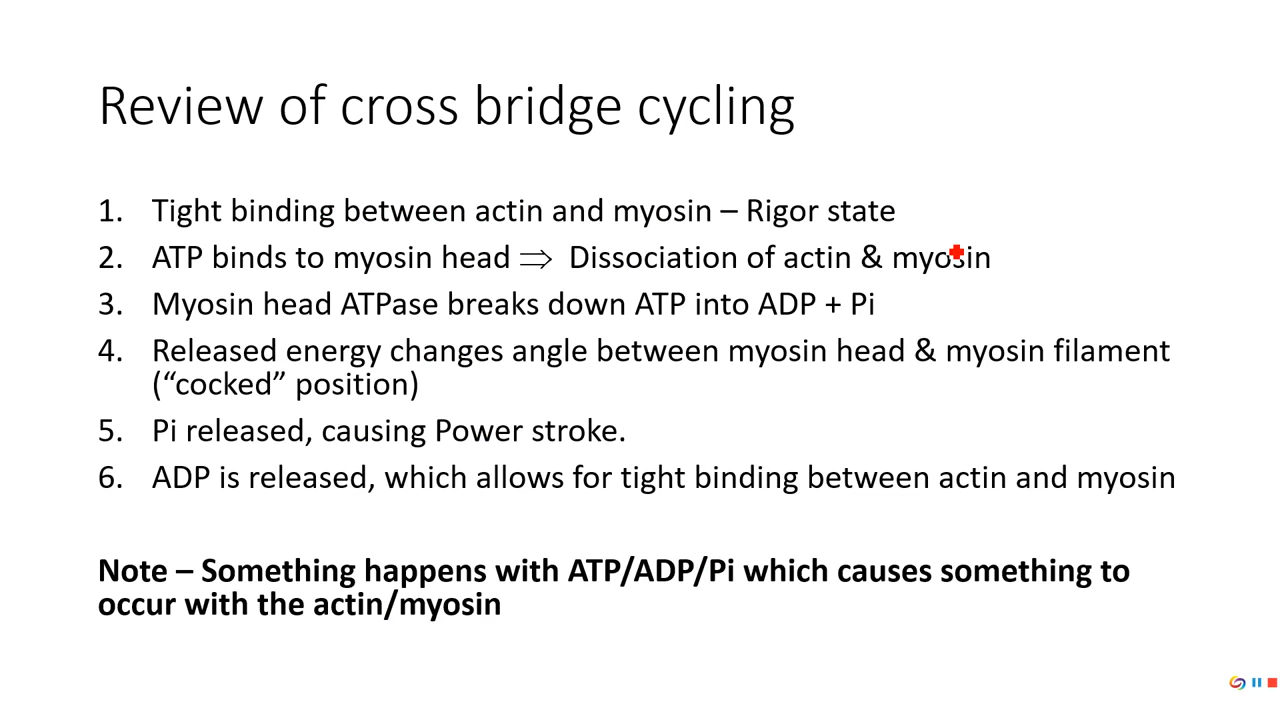 Review of cross bridge cycling
1. Tight binding between actin and myosin – Rigor state
2. ATP binds to myosin head ⇒ Dissociation of actin & myosin
3. Myosin head ATPase breaks down ATP into ADP + Pi
4. Released energy changes angle between myosin head & myosin filament
(“cocked” position)
5. Pi released, causing Power stroke.
6. ADP is released, which allows for tight binding between actin and myosin
Note – Something happens with ATP/ADP/Pi which causes something to
occur with the actin/myosin